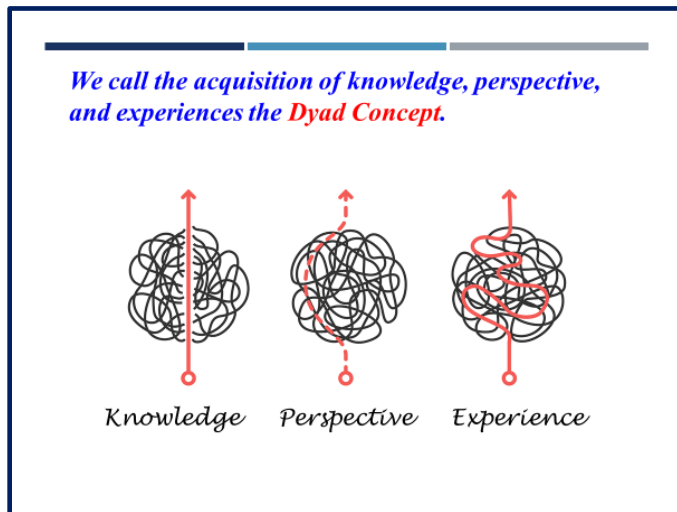 We call the acquisition of knowledge, perspective,
and experiences the Dyad Concept.
Knowledge Perspective Experience